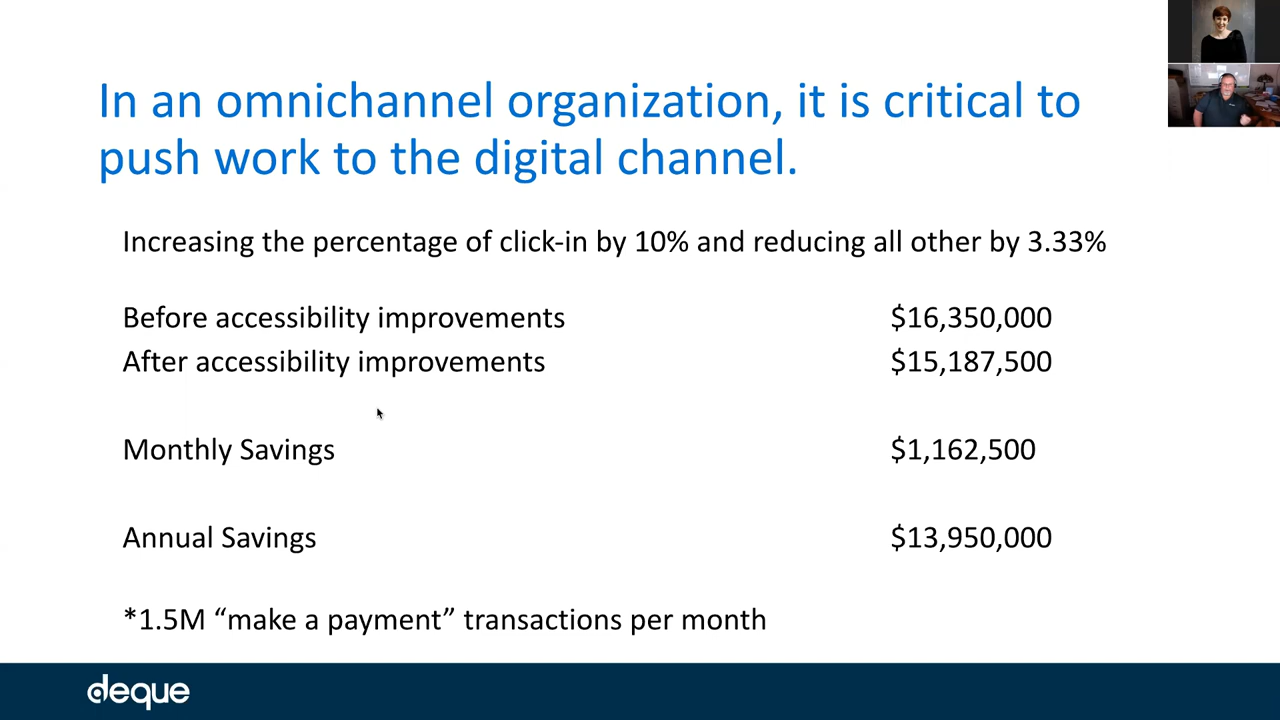 In an omnichannel organization, it is critical to
push work to the digital channel.
Increasing the percentage of click-in by 10% and reducing all other by 3.33%
Before accessibility improvements $16,350,000
After accessibility improvements $15,187,500
Monthly Savings $1,162,500
Annual Savings $13,950,000
*1.5M “make a payment” transactions per month
deque